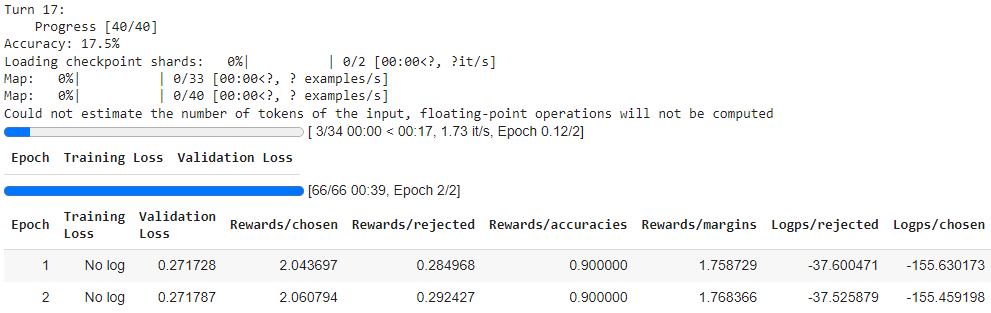 Turn 17:
Progress [40/40]
Accuracy: 17.5%
Loading checkpoint shards:   0%|          | 0/2 [00:00<?, ?it/s]
Map:   0%|          | 0/33 [00:00<?, ? examples/s]
Map:   0%|          | 0/40 [00:00<?, ? examples/s]
Could not estimate the number of tokens of the input, floating-point operations will not be computed
[ 3/34 00:00 < 00:17, 1.73 it/s, Epoch 0.12/2]
Epoch Training Loss Validation Loss
[66/66 00:39, Epoch 2/2]
Epoch Training Loss Validation Loss Rewards/chosen Rewards/rejected Rewards/accuracies Rewards/margins Logps/rejected Logps/chosen
1 No log 0.271728 2.043697 0.284968 0.900000 1.758729 -37.600471 -155.630173
2 No log 0.271787 2.060794 0.292427 0.900000 1.768366 -37.525879 -155.459198